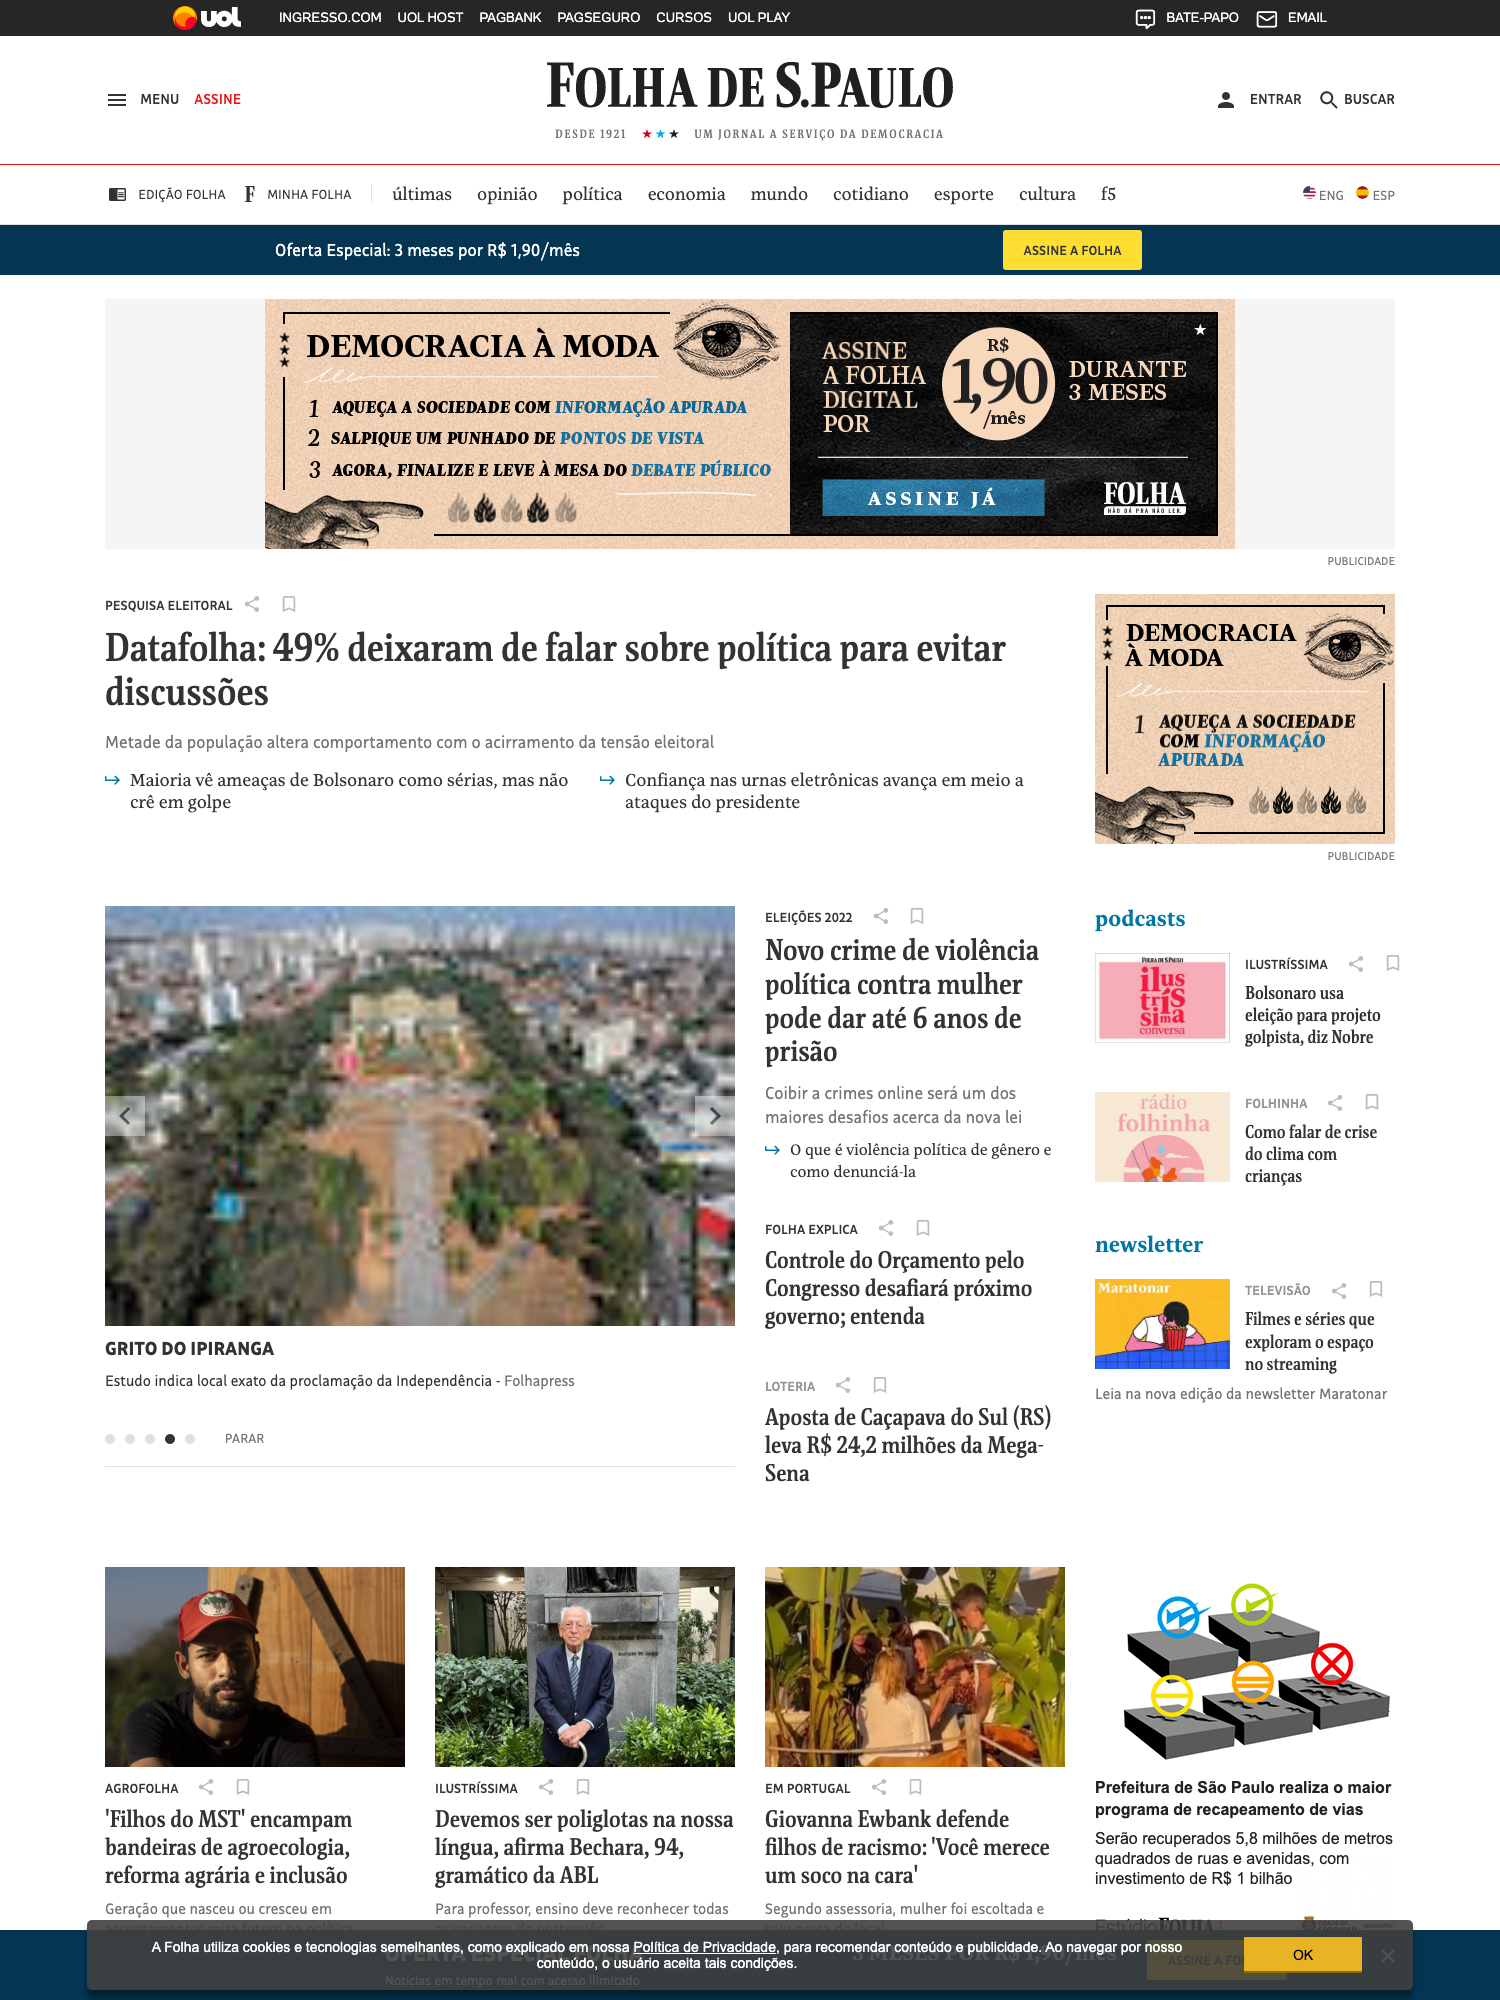 uol INGRESSO.COM UOL HOST PAGBANK PAGSEGURO CURSOS UOL PLAY BATE-PAPO EMAIL
MENU ASSINE
FOLHA DE S.PAULO
DESDE 1921 ★ ★ ★ UM JORNAL A SERVIÇO DA DEMOCRACIA
ENTRAR BUSCAR
EDIÇÃO FOLHA F MINHA FOLHA últimas opinião política economia mundo cotidiano esporte cultura f5 ENG ESP
Oferta Especial: 3 meses por R$ 1,90/mês ASSINE A FOLHA
DEMOCRACIA À MODA
1 AQUEÇA A SOCIEDADE COM INFORMAÇÃO APURADA
2 SALPIQUE UM PUNHADO DE PONTOS DE VISTA
3 AGORA, FINALIZE E LEVE À MESA DO DEBATE PÚBLICO
ASSINE
A FOLHA
DIGITAL
POR
R$
1,90
/mês
DURANTE
3 MESES
ASSINE JÁ
FOLHA
NÃO DÁ PRA NÃO LER.
PUBLICIDADE
PESQUISA ELEITORAL
Datafolha: 49% deixaram de falar sobre política para evitar
discussões
Metade da população altera comportamento com o acirramento da tensão eleitoral
Maioria vê ameaças de Bolsonaro como sérias, mas não
crê em golpe
Confiança nas urnas eletrônicas avança em meio a
ataques do presidente
DEMOCRACIA
À MODA
1 AQUEÇA A SOCIEDADE
COM INFORMAÇÃO
APURADA
PUBLICIDADE
GRITO DO IPIRANGA
Estudo indica local exato da proclamação da Independência - Folhapress
PARAR
ELEIÇÕES 2022
Novo crime de violência
política contra mulher
pode dar até 6 anos de
prisão
Coibir a crimes online será um dos
maiores desafios acerca da nova lei
O que é violência política de gênero e
como denunciá-la
FOLHA EXPLICA
Controle do Orçamento pelo
Congresso desafiará próximo
governo; entenda
LOTERIA
Aposta de Caçapava do Sul (RS)
leva R$ 24,2 milhões da Mega-
Sena
podcasts
FOLHA DE S.PAULO
ilus
trís
sima
conversa
ILUSTRÍSSIMA
Bolsonaro usa
eleição para projeto
golpista, diz Nobre
rádio
folhinha
FOLHINHA
Como falar de crise
do clima com
crianças
newsletter
Maratonar
TELEVISÃO
Filmes e séries que
exploram o espaço
no streaming
Leia na nova edição da newsletter Maratonar
AGROFOLHA
'Filhos do MST' encampam
bandeiras de agroecologia,
reforma agrária e inclusão
Geração que nasceu ou cresceu em
ILUSTRÍSSIMA
Devemos ser poliglotas na nossa
língua, afirma Bechara, 94,
gramático da ABL
Para professor, ensino deve reconhecer todas
EM PORTUGAL
Giovanna Ewbank defende
filhos de racismo: 'Você merece
um soco na cara'
Segundo assessoria, mulher foi escoltada e
Prefeitura de São Paulo realiza o maior
programa de recapeamento de vias
Serão recuperados 5,8 milhões de metros
quadrados de ruas e avenidas, com
investimento de R$ 1 bilhão
EstúdioFOLHA:
A Folha utiliza cookies e tecnologias semelhantes, como explicado em nossa Política de Privacidade, para recomendar conteúdo e publicidade. Ao navegar por nosso
conteúdo, o usuário aceita tais condições.
OK
Notícias em tempo real com acesso ilimitado
ASSINE A FO